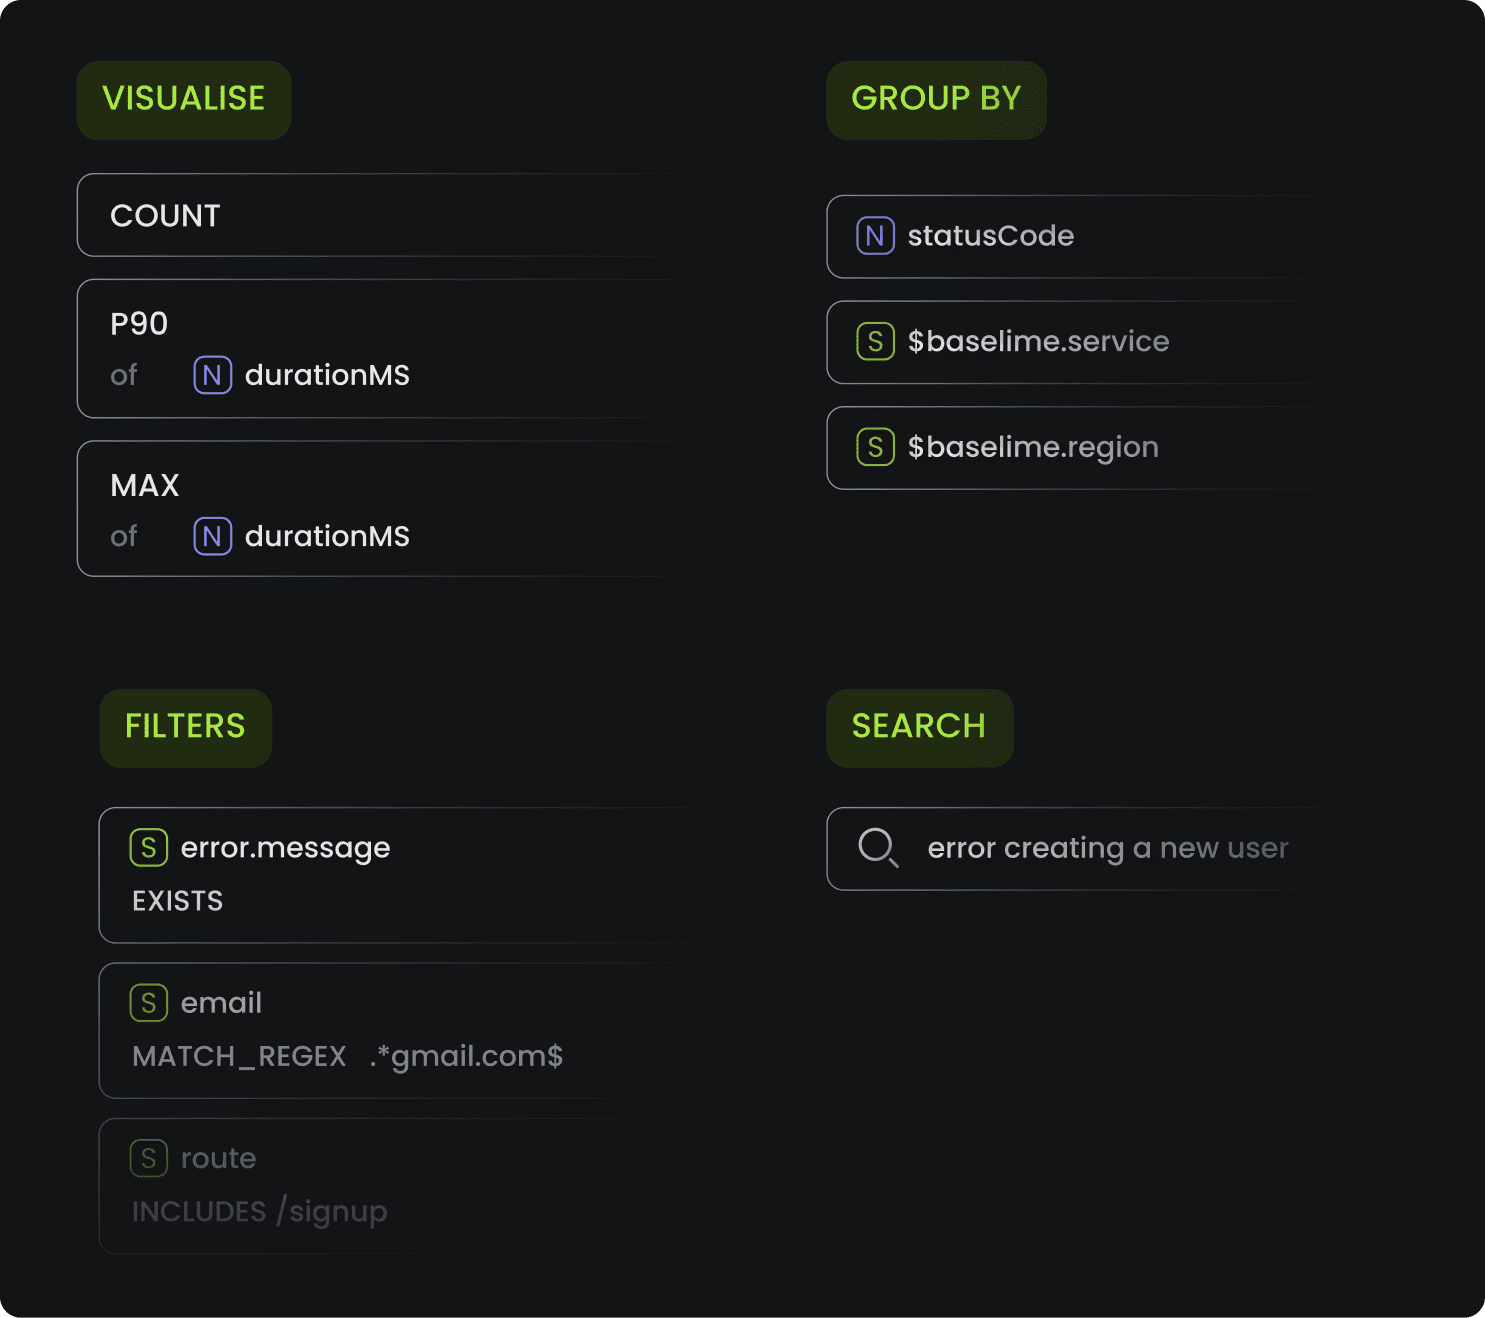 VISUALISE
COUNT
P90
of N durationMS
MAX
of N durationMS
GROUP BY
N statusCode
S $baselime.service
S $baselime.region
FILTERS
S error.message
EXISTS
S email
MATCH_REGEX .*gmail.com$
S route
INCLUDES /signup
SEARCH
error creating a new user